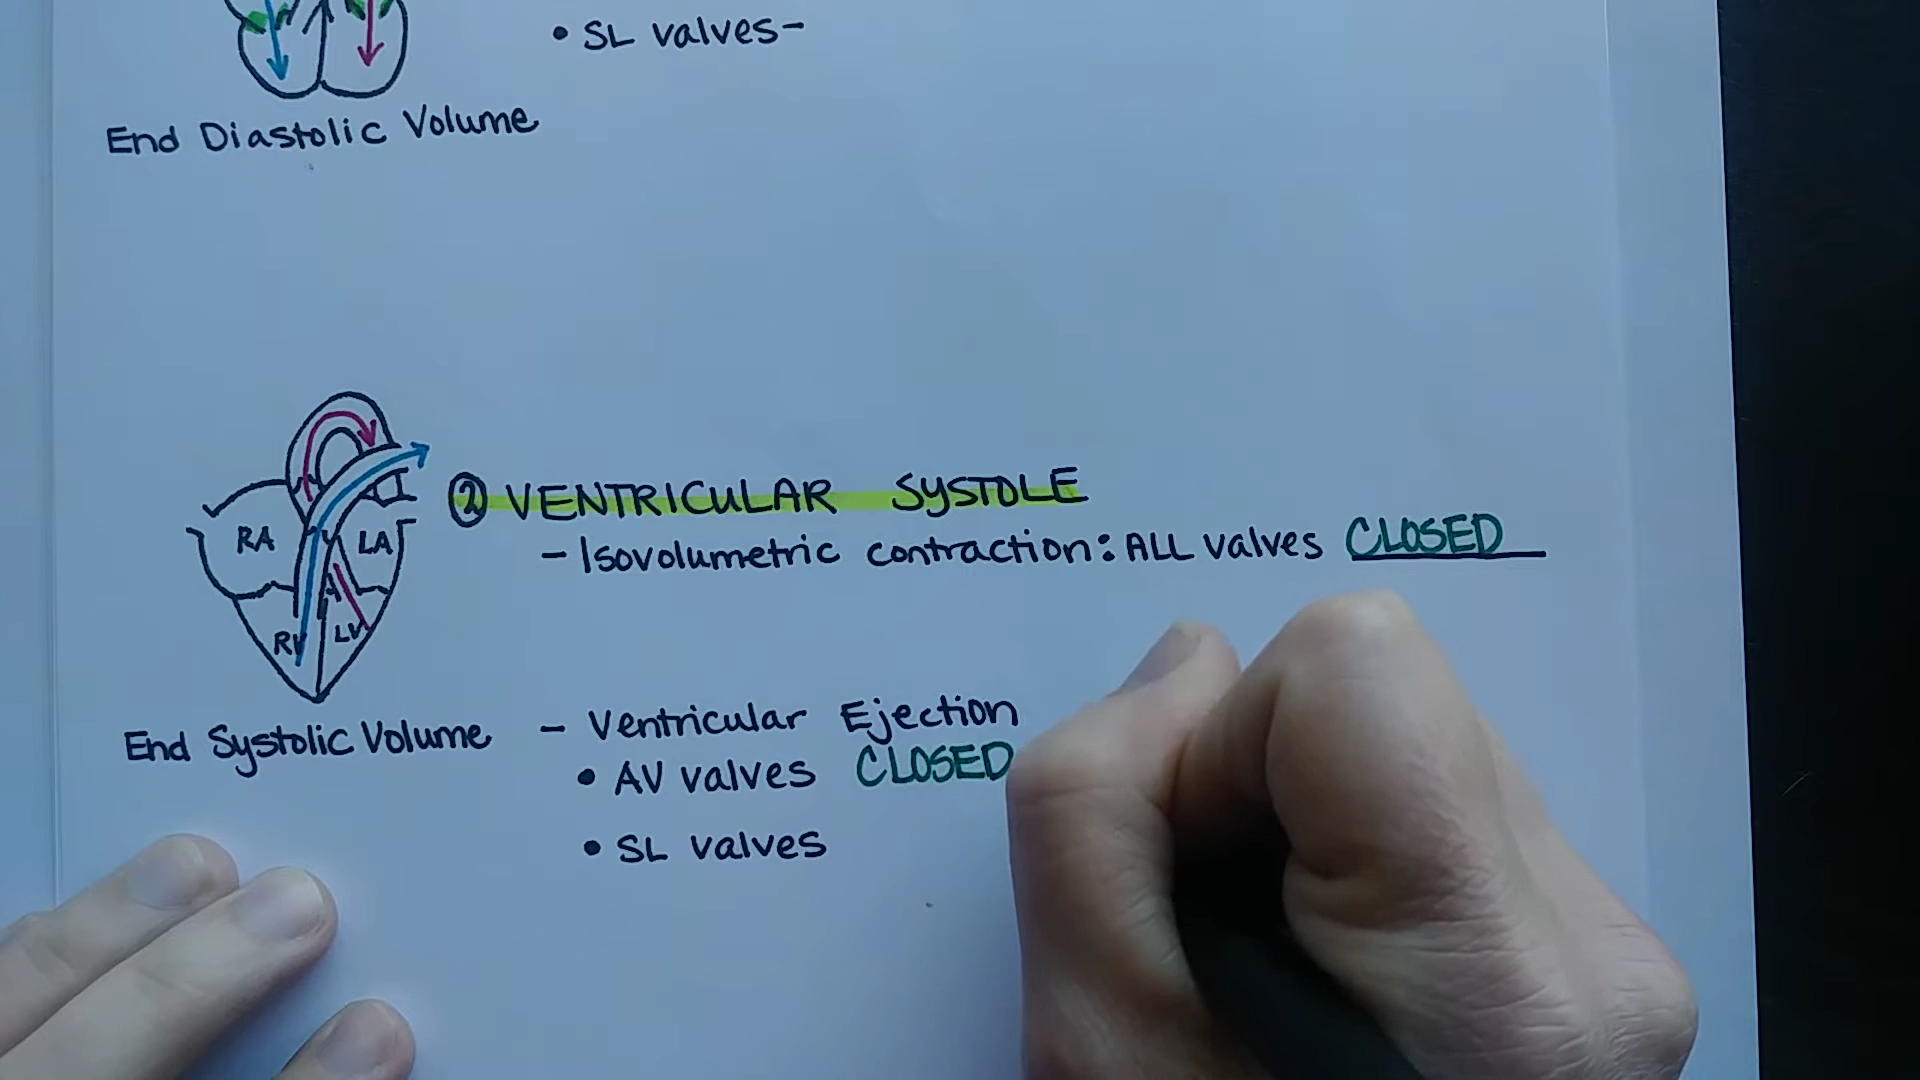 • SL valves-
End Diastolic Volume
② VENTRICULAR SYSTOLE
- Isovolumetric contraction: ALL valves CLOSED
RA LA
RV LV
End Systolic Volume
- Ventricular Ejection
• AV valves CLOSED
• SL valves